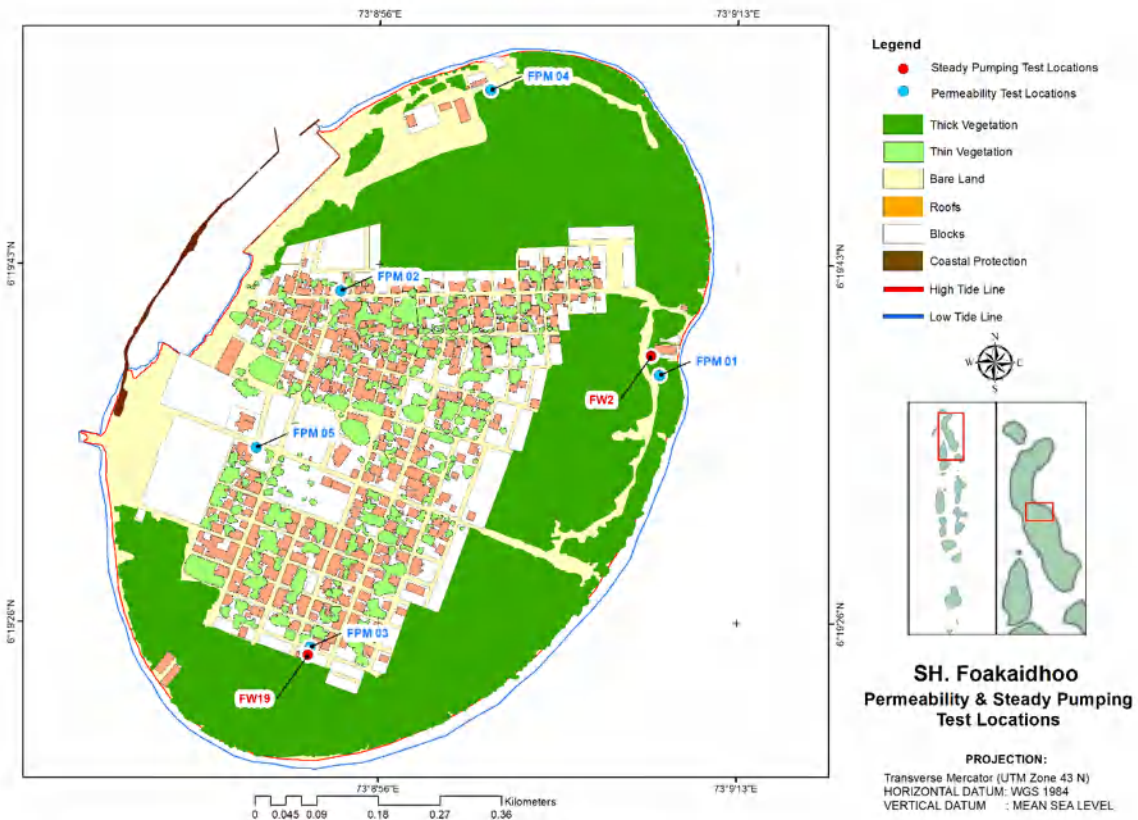 73°8'56"E
73°9'13"E
6°19'43"N
6°19'43"N
6°19'26"N
6°19'26"N
73°8'56"E
73°9'13"E
FPM 04
FPM 02
FPM 01
FW2
FPM 05
FPM 03
FW19
0 0.045 0.09 0.18 0.27 0.36
Kilometers
Legend
Steady Pumping Test Locations
Permeability Test Locations
Thick Vegetation
Thin Vegetation
Bare Land
Roofs
Blocks
Coastal Protection
High Tide Line
Low Tide Line
N
W E
S
SH. Foakaidhoo
Permeability & Steady Pumping
Test Locations
PROJECTION:
Transverse Mercator (UTM Zone 43 N)
HORIZONTAL DATUM: WGS 1984
VERTICAL DATUM : MEAN SEA LEVEL